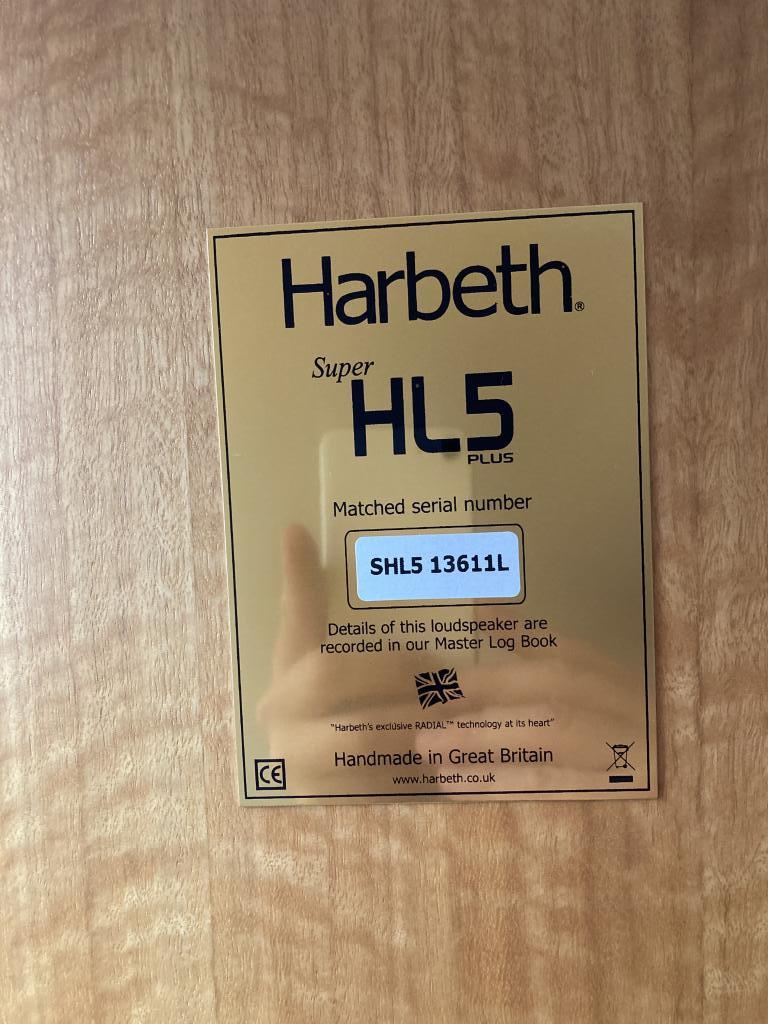 Harbeth®
Super
HL5
PLUS
Matched serial number
SHL5 13611L
Details of this loudspeaker are
recorded in our Master Log Book
"Harbeth's exclusive RADIAL™ technology at its heart"
Handmade in Great Britain
www.harbeth.co.uk
CE